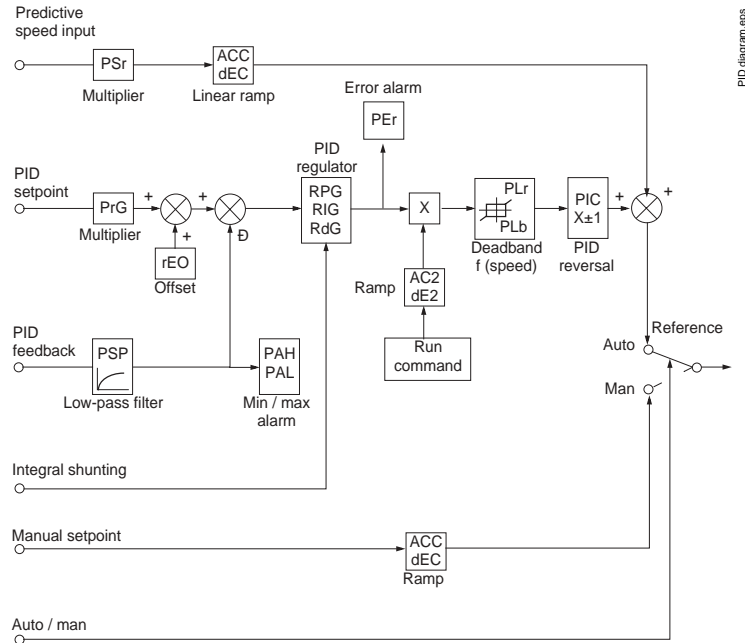 Predictive
speed input
PSr
Multiplier
ACC
dEC
Linear ramp
PID diagram.eps
Error alarm
PEr
PID
setpoint
PrG
Multiplier
+
+
+
rEO
Offset
Đ
PID
regulator
RPG
RIG
RdG
X
Ramp
AC2
dE2
Run
command
PLr
PLb
Deadband
f (speed)
PIC
X±1
PID
reversal
+
+
PID
feedback
PSP
Low-pass filter
PAH
PAL
Min / max
alarm
Reference
Auto
Man
Integral shunting
Manual setpoint
ACC
dEC
Ramp
Auto / man